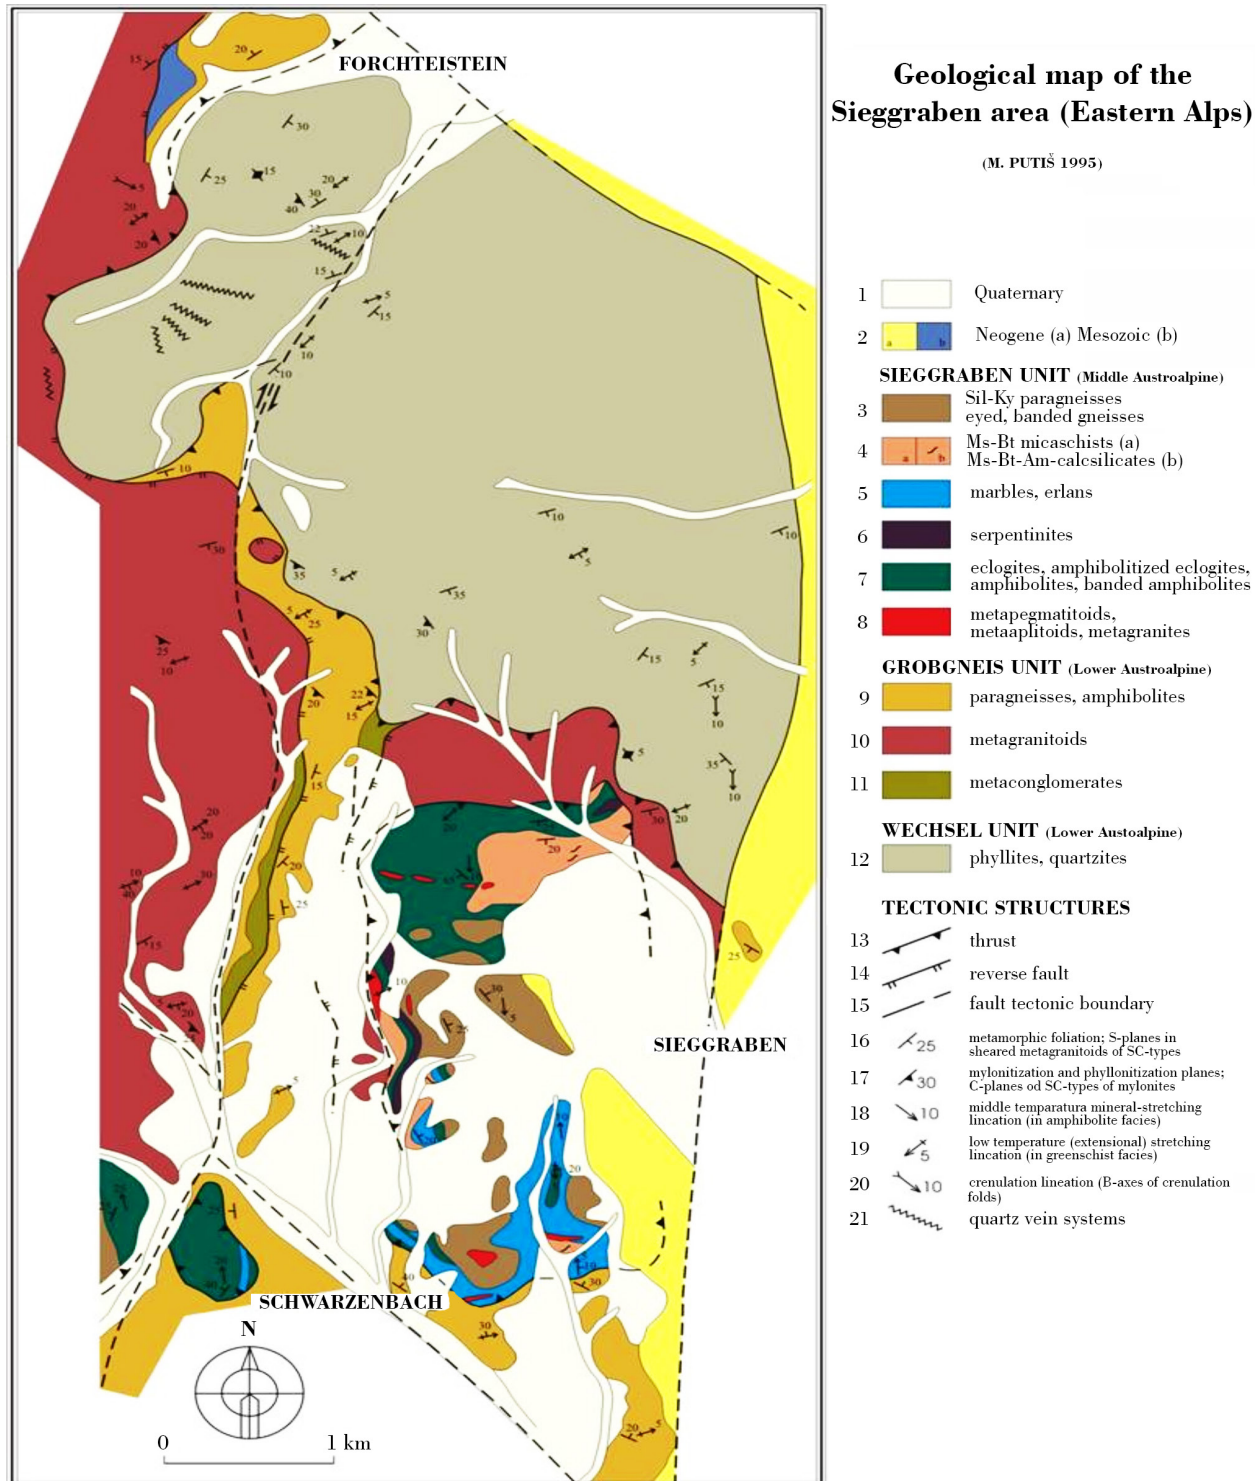 Geological map of the
Sieggraben area (Eastern Alps)
(M. PUTIŠ 1995)
FORCHTEISTEIN
SIEGGRABEN
SCHWARZENBACH
N
0 1 km
1 Quaternary
2 a b Neogene (a) Mesozoic (b)
SIEGGRABEN UNIT (Middle Austroalpine)
3 Sil-Ky paragneisses
eyed, banded gneisses
4 a b Ms-Bt micaschists (a)
Ms-Bt-Am-calcsilicates (b)
5 marbles, erlans
6 serpentinites
7 eclogites, amphibolitized eclogites,
amphibolites, banded amphibolites
8 metapegmatitoids,
metaaplitoids, metagranites
GROBGNEIS UNIT (Lower Austroalpine)
9 paragneisses, amphibolites
10 metagranitoids
11 metaconglomerates
WECHSEL UNIT (Lower Austoalpine)
12 phyllites, quartzites
TECTONIC STRUCTURES
13 thrust
14 reverse fault
15 fault tectonic boundary
16 25 metamorphic foliation; S-planes in
sheared metagranitoids of SC-types
17 30 mylonitization and phyllonitization planes;
C-planes od SC-types of mylonites
18 10 middle temparatura mineral-stretching
lincation (in amphibolite facies)
19 5 low temperature (extensional) stretching
lincation (in greenschist facies)
20 10 crenulation lineation (B-axes of crenulation
folds)
21 quartz vein systems